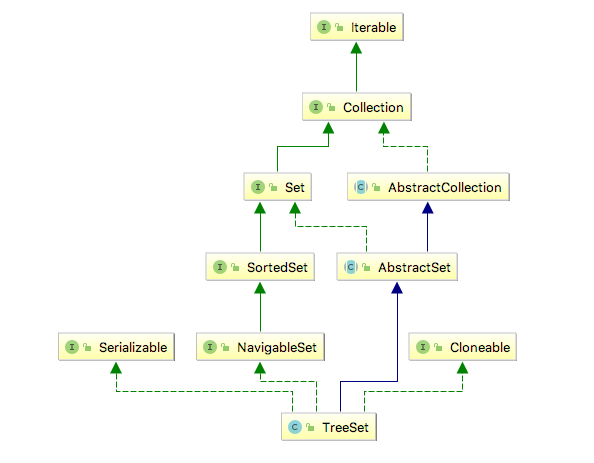 I Iterable
I Collection
I Set
C AbstractCollection
I SortedSet
C AbstractSet
I Serializable
I NavigableSet
I Cloneable
C TreeSet